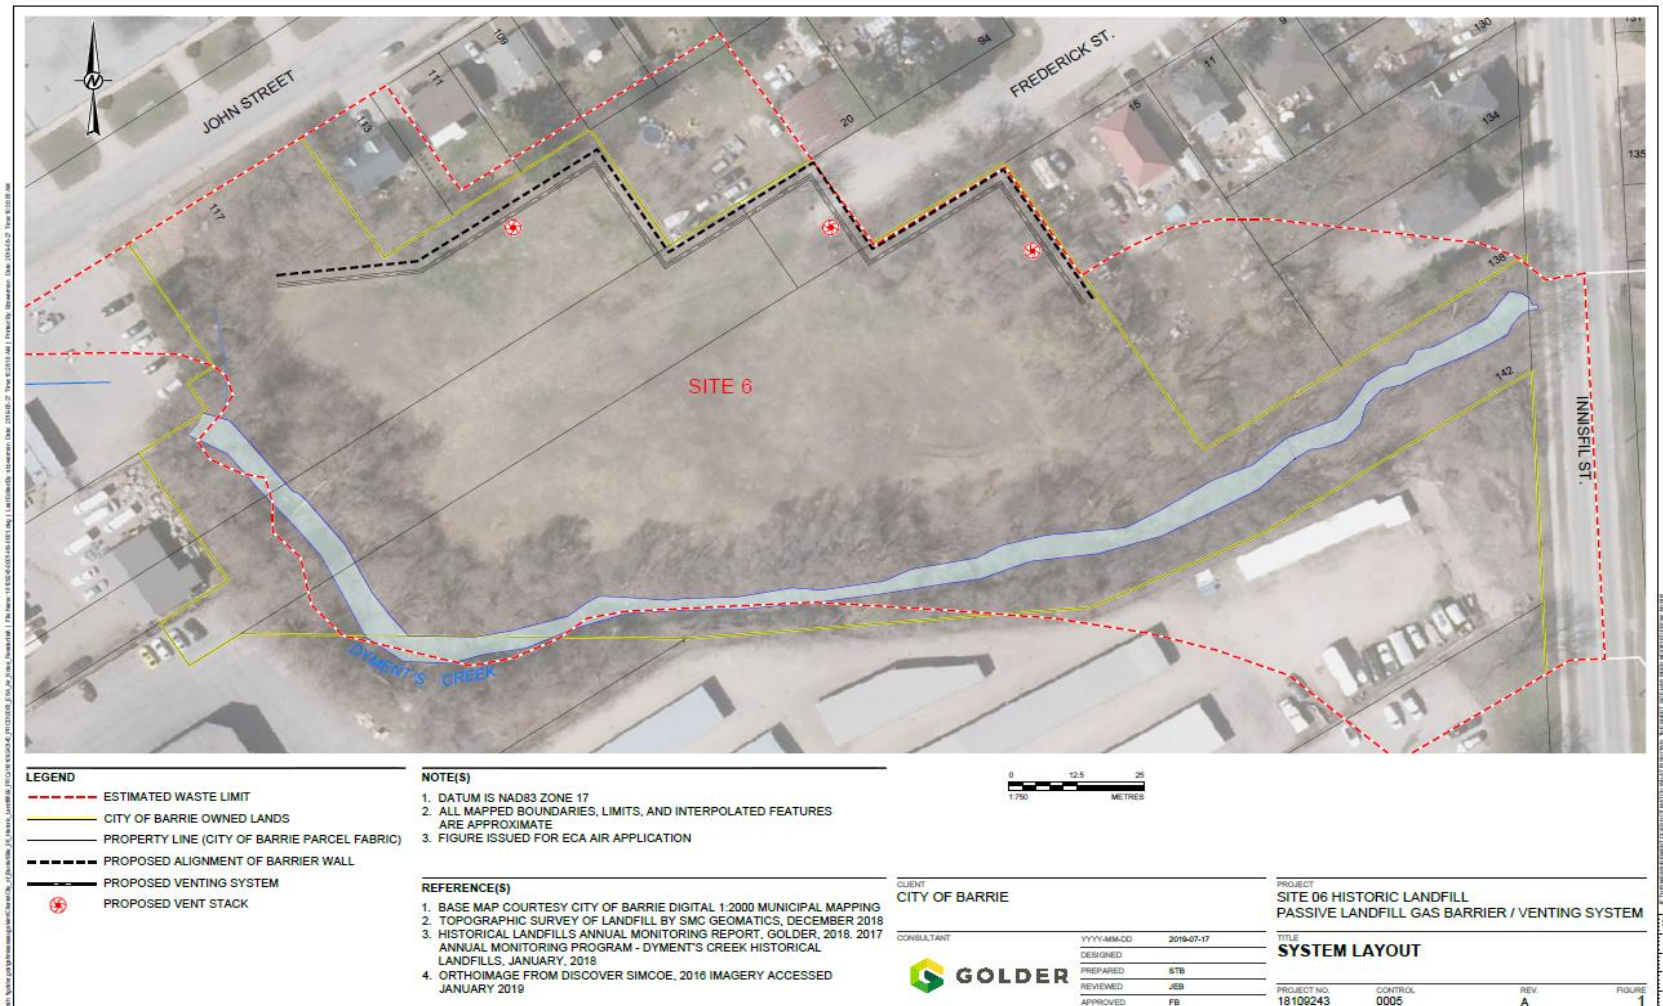 JOHN STREET
FREDERICK ST.
INNISFIL ST.
N
109
111
113
117
94
20
9
11
15
130
134
131
135
138
142
SITE 6
DYMENT'S CREEK
LEGEND
ESTIMATED WASTE LIMIT
CITY OF BARRIE OWNED LANDS
PROPERTY LINE (CITY OF BARRIE PARCEL FABRIC)
PROPOSED ALIGNMENT OF BARRIER WALL
PROPOSED VENTING SYSTEM
PROPOSED VENT STACK
NOTE(S)
1. DATUM IS NAD83 ZONE 17
2. ALL MAPPED BOUNDARIES, LIMITS, AND INTERPOLATED FEATURES
ARE APPROXIMATE
3. FIGURE ISSUED FOR ECA AIR APPLICATION
REFERENCE(S)
1. BASE MAP COURTESY CITY OF BARRIE DIGITAL 1:2000 MUNICIPAL MAPPING
2. TOPOGRAPHIC SURVEY OF LANDFILL BY SMC GEOMATICS, DECEMBER 2018
3. HISTORICAL LANDFILLS ANNUAL MONITORING REPORT, GOLDER, 2018. 2017
ANNUAL MONITORING PROGRAM - DYMENT'S CREEK HISTORICAL
LANDFILLS, JANUARY, 2018
4. ORTHOIMAGE FROM DISCOVER SIMCOE, 2016 IMAGERY ACCESSED
JANUARY 2019
0 12.5 25
1:750 METRES
CLIENT
CITY OF BARRIE
CONSULTANT
GOLDER
YYYY-MM-DD 2019-07-17
DESIGNED
PREPARED STB
REVIEWED JEB
APPROVED FB
PROJECT
SITE 06 HISTORIC LANDFILL
PASSIVE LANDFILL GAS BARRIER / VENTING SYSTEM
TITLE
SYSTEM LAYOUT
PROJECT NO. CONTROL REV. FIGURE
18109243 0005 A 1